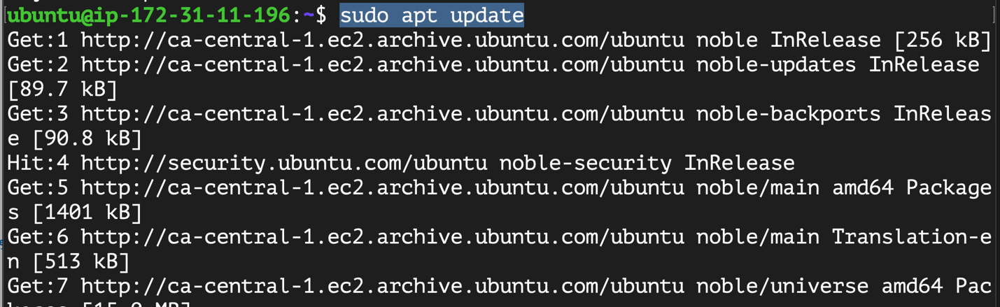 ubuntu@ip-172-31-11-196:~$ sudo apt update
Get:1 http://ca-central-1.ec2.archive.ubuntu.com/ubuntu noble InRelease [256 kB]
Get:2 http://ca-central-1.ec2.archive.ubuntu.com/ubuntu noble-updates InRelease
[89.7 kB]
Get:3 http://ca-central-1.ec2.archive.ubuntu.com/ubuntu noble-backports InReleas
e [90.8 kB]
Hit:4 http://security.ubuntu.com/ubuntu noble-security InRelease
Get:5 http://ca-central-1.ec2.archive.ubuntu.com/ubuntu noble/main amd64 Package
s [1401 kB]
Get:6 http://ca-central-1.ec2.archive.ubuntu.com/ubuntu noble/main Translation-e
n [513 kB]
Get:7 http://ca-central-1.ec2.archive.ubuntu.com/ubuntu noble/universe amd64 Pac